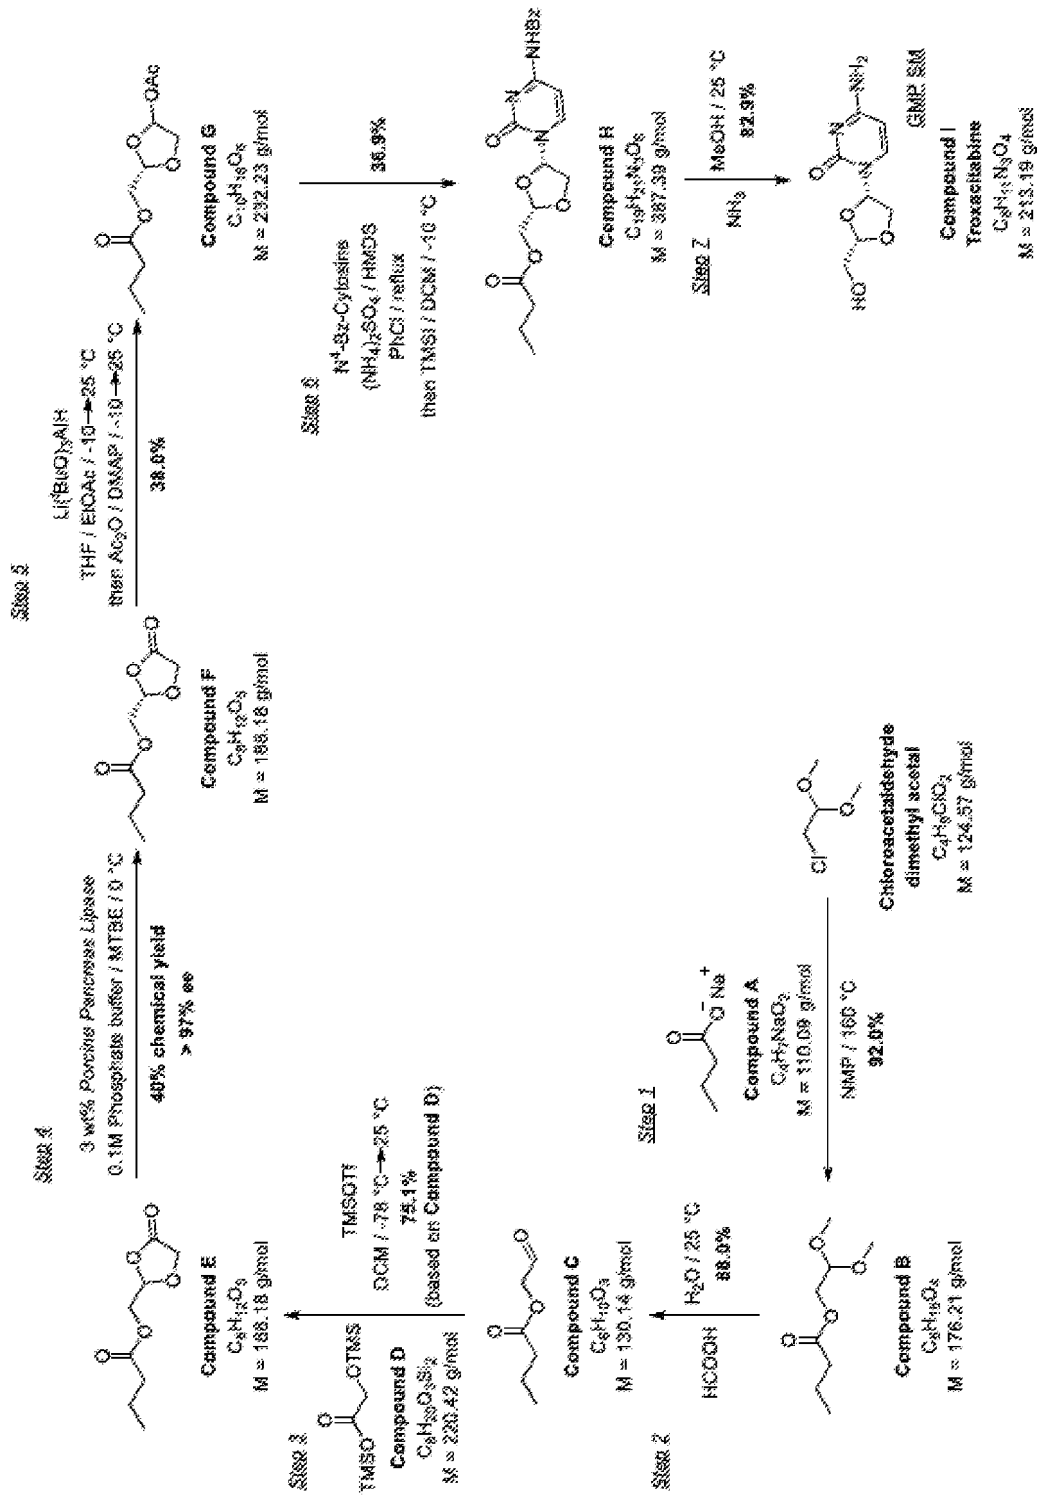 Step 4
3 wt% Porcine Pancreas Lipase
0.1M Phosphate buffer / MTBE / 0 °C
40% chemical yield
> 97% ee
Step 5
Li(ᵗBuO)₃AlH
THF / EtOAc / -10→25 °C
then Ac₂O / DMAP / -10→25 °C
38.0%
OAc
Compound E
C₈H₁₂O₅
M = 188.18 g/mol
Compound F
C₈H₁₂O₅
M = 188.18 g/mol
Compound G
C₁₀H₁₆O₆
M = 232.23 g/mol
Step 3
TMSO
OTMS
Compound D
C₈H₂₀O₃Si₂
M = 220.42 g/mol
TMSOTf
DCM / -78 °C→25 °C
75.1%
(based on Compound D)
Step 6
N⁴-Bz-Cytosine
(NH₄)₂SO₄ / HMDS
PhCl / reflux
then TMSI / DCM / -10 °C
36.9%
Compound C
C₆H₁₀O₃
M = 130.14 g/mol
NHBz
Compound H
C₁₉H₂₁N₃O₆
M = 387.39 g/mol
Step 2
HCOOH
H₂O / 25 °C
88.0%
Step 1
O⁻ Na⁺
Compound A
C₄H₇NaO₂
M = 110.09 g/mol
NMP / 160 °C
92.0%
Step 7
NH₃
MeOH / 25 °C
82.9%
Compound B
C₈H₁₆O₄
M = 176.21 g/mol
Cl
Chloroacetaldehyde
dimethyl acetal
C₄H₉ClO₂
M = 124.57 g/mol
HO
NH₂
GMP SM
Compound I
Troxacitabine
C₈H₁₁N₃O₄
M = 213.19 g/mol